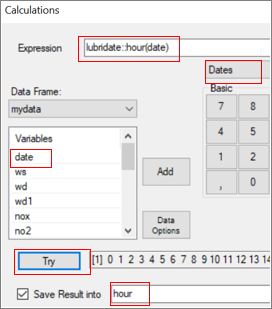 Calculations
Expression lubridate::hour(date)
Dates
Data Frame: Basic
mydata 7 8
Variables 4 5
date
ws Add 1 2
wd
wd1 , 0
nox Data
no2 Options
Try [1] 0 1 2 3 4 5 6 7 8 9 10 11 12 13 14
Save Result into hour